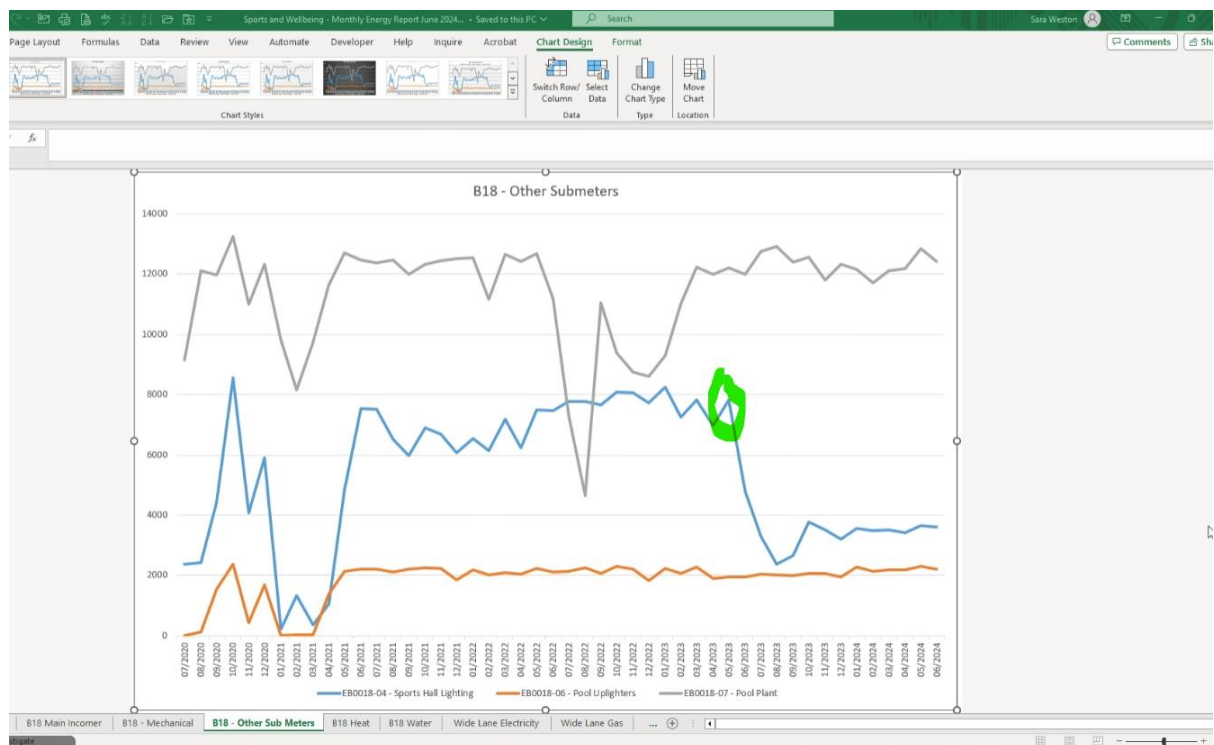 Sports and Wellbeing - Monthly Energy Report June 2024... • Saved to this PC
Search
Sara Weston
Page Layout Formulas Data Review View Automate Developer Help Inquire Acrobat Chart Design Format
Comments
Switch Row/ Column
Select Data
Change Chart Type
Move Chart
Chart Styles Data Type Location
fx
B18 - Other Submeters
14000
12000
10000
8000
6000
4000
2000
0
07/2020 08/2020 09/2020 10/2020 11/2020 12/2020 01/2021 02/2021 03/2021 04/2021 05/2021 06/2021 07/2021 08/2021 09/2021 10/2021 11/2021 12/2021 01/2022 02/2022 03/2022 04/2022 05/2022 06/2022 07/2022 08/2022 09/2022 10/2022 11/2022 12/2022 01/2023 02/2023 03/2023 04/2023 05/2023 06/2023 07/2023 08/2023 09/2023 10/2023 11/2023 12/2023 01/2024 02/2024 03/2024 04/2024 05/2024 06/2024
EB0018-04 - Sports Hall Lighting EB0018-06 - Pool Uplighters EB0018-07 - Pool Plant
B18 Main Incomer B18 - Mechanical B18 - Other Sub Meters B18 Heat B18 Water Wide Lane Electricity Wide Lane Gas ...